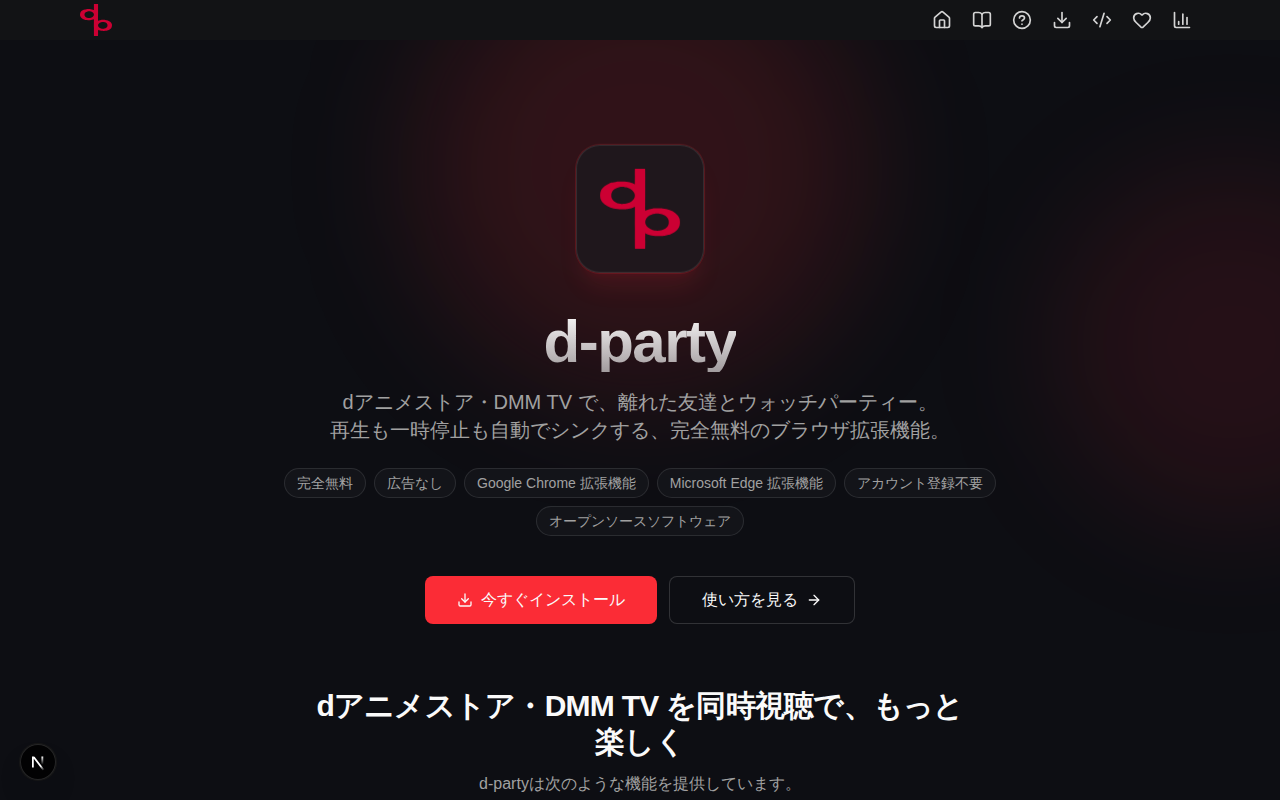 d-party
dアニメストア・DMM TV で、離れた友達とウォッチパーティー。
再生も一時停止も自動でシンクする、完全無料のブラウザ拡張機能。
完全無料
広告なし
Google Chrome 拡張機能
Microsoft Edge 拡張機能
アカウント登録不要
オープンソースソフトウェア
今すぐインストール
使い方を見る
dアニメストア・DMM TV を同時視聴で、もっと
楽しく
d-partyは次のような機能を提供しています。